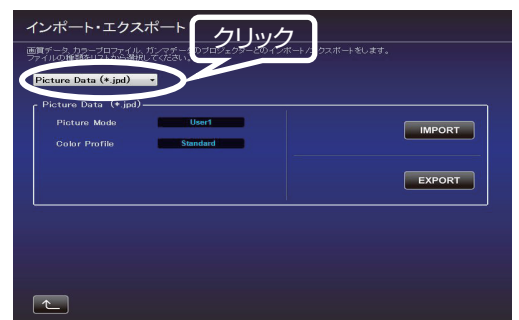 インポート・エクスポート
クリック
画質データ、カラープロファイル、ガンマデータのプロジェクターとのインポート/エクスポートをします。
ファイルの種類をリストから選択してください。
Picture Data (*.jpd)
Picture Data (*.jpd)
Picture Mode User1
IMPORT
Color Profile Standard
EXPORT